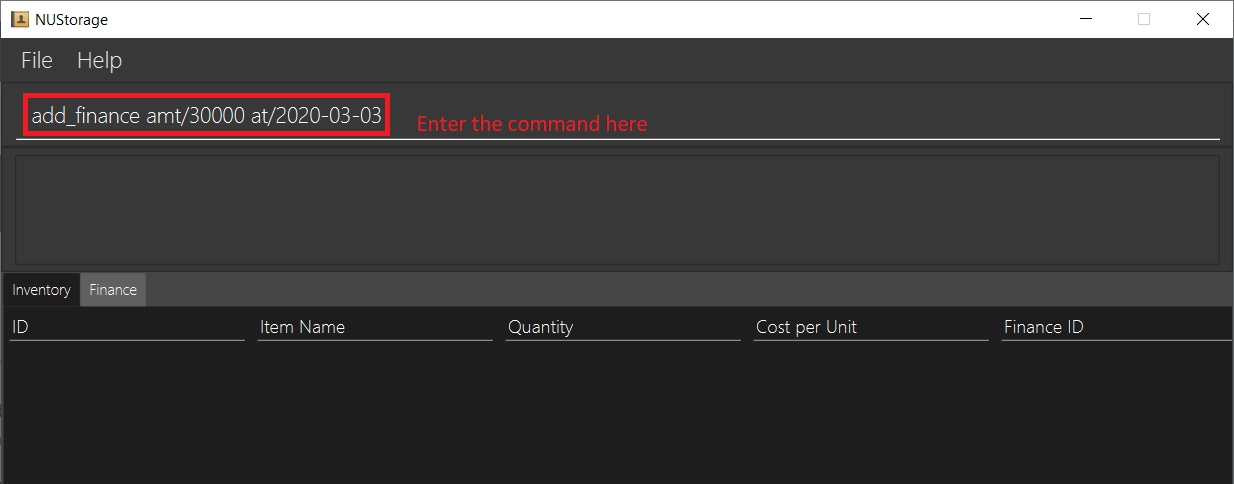 NUStorage
File Help
add_finance amt/30000 at/2020-03-03 Enter the command here
Inventory Finance
ID Item Name Quantity Cost per Unit Finance ID